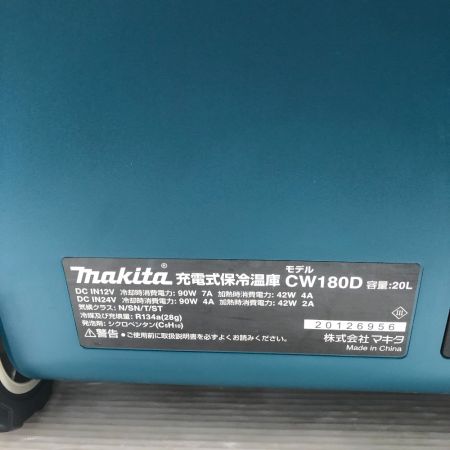 makita® 充電式保冷温庫 モデル CW180D 容量:20L
DC IN12V 冷却時消費電力: 90W 7A 加熱時消費電力: 42W 4A
DC IN24V 冷却時消費電力: 90W 4A 加熱時消費電力: 42W 2A
気候クラス: N/SN/T/ST
冷媒及び充填量: R134a(28g)
発泡剤: シクロペンタン(C₅H₁₀)
20126956
⚠警告 ●ご使用前に取扱説明書をよくお読みください。
株式会社 マキタ
Made in China